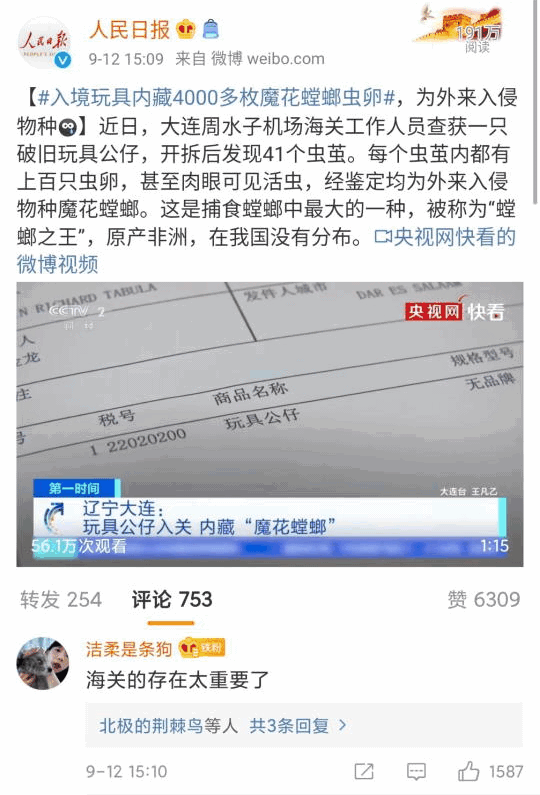 人民日报
人民日报
PEOPLE'S DAILY
191万
阅读
9-12 15:09 来自 微博 weibo.com
【#入境玩具内藏4000多枚魔花螳螂虫卵#，为外来入侵
物种】近日，大连周水子机场海关工作人员查获一只
破旧玩具公仔，开拆后发现41个虫茧。每个虫茧内都有
上百只虫卵，甚至肉眼可见活虫，经鉴定均为外来入侵
物种魔花螳螂。这是捕食螳螂中最大的一种，被称为“螳
螂之王”，原产非洲，在我国没有分布。央视网快看的
微博视频
N RICHARD TABULA
发件人城市
DAR ES SALAM
CCTV 2
财经
央视网 快看
人
龙
规格型号
商品名称
无品牌
税号
玩具公仔
号
1 22020200
大连台 王凡乙
第一时间
辽宁大连：
玩具公仔入关 内藏“魔花螳螂”
56.1万次观看
1:15
转发 254 评论 753 赞 6309
洁柔是条狗 铁粉
海关的存在太重要了
北极的荆棘鸟等人 共3条回复 >
9-12 15:10
1587